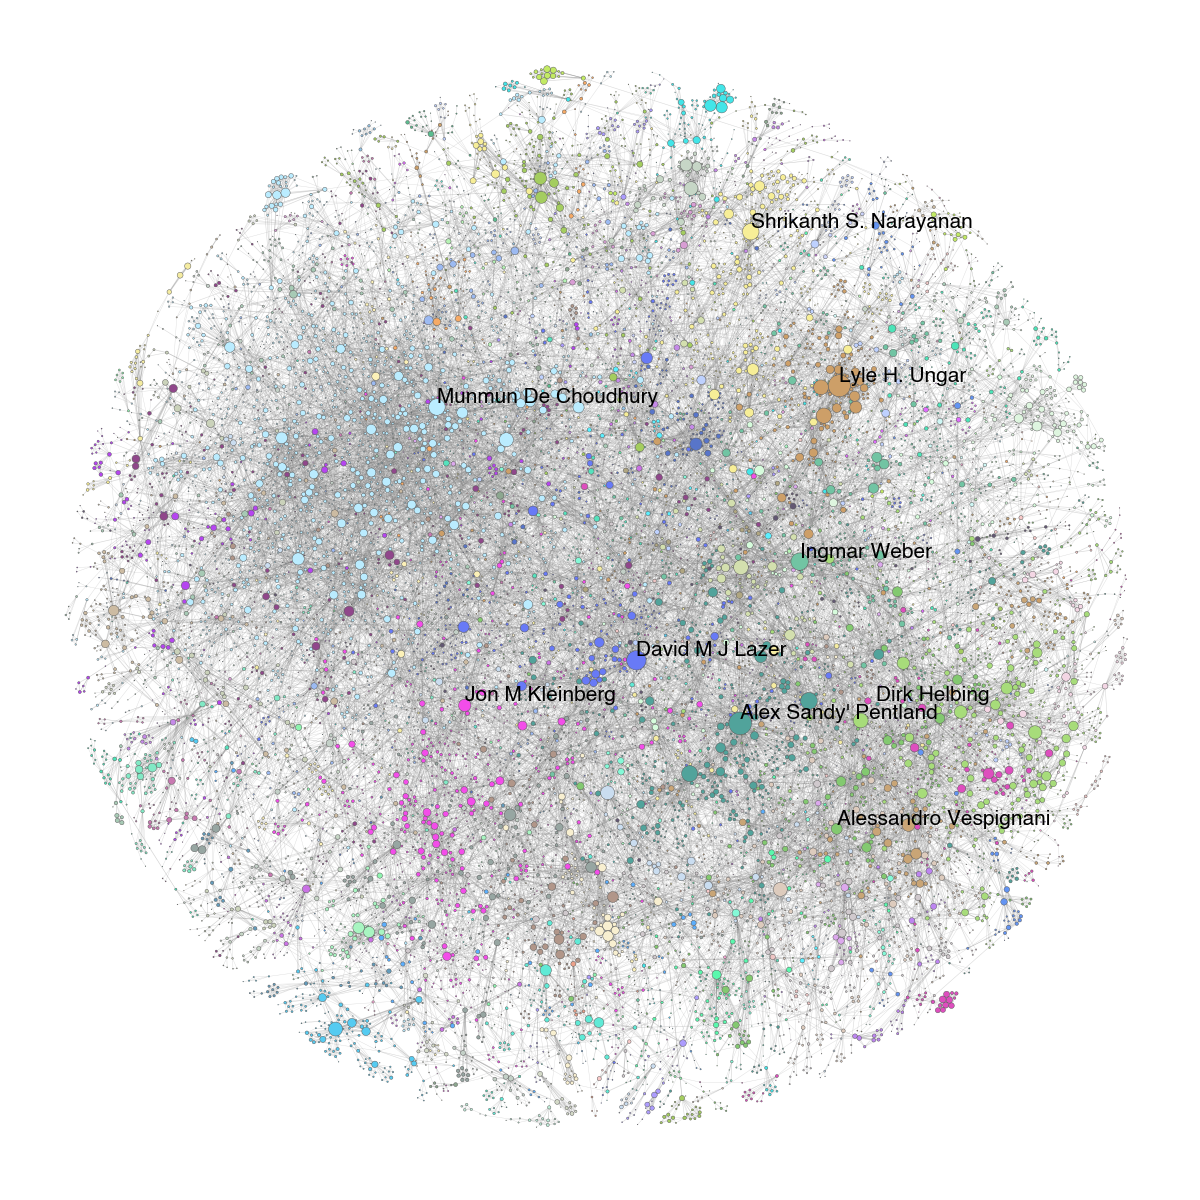 Shrikanth S. Narayanan
Lyle H. Ungar
Munmun De Choudhury
Ingmar Weber
David M J Lazer
Jon M Kleinberg
Dirk Helbing
Alex Sandy' Pentland
Alessandro Vespignani